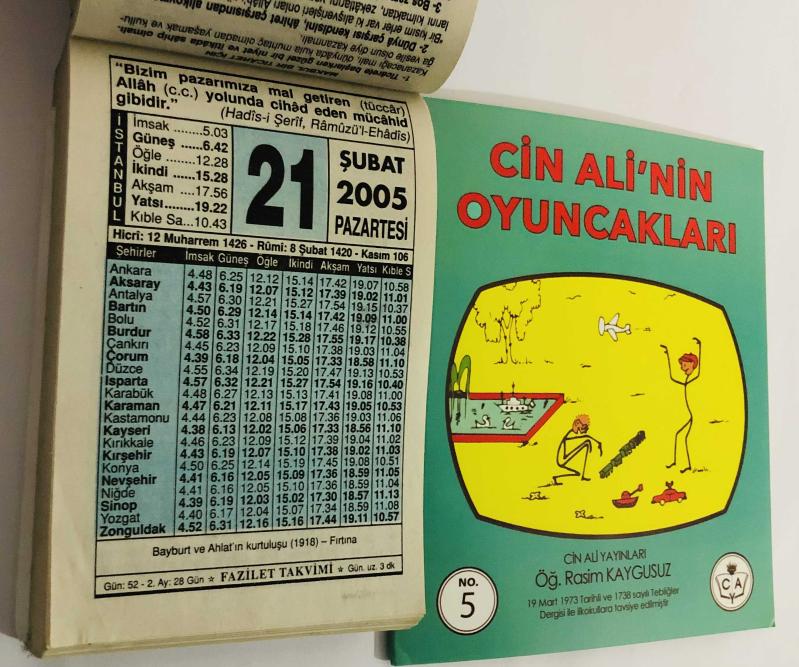 1- Ticarete başlarken güzel bir niyet ve itikada sahip olmalı.
"Bizim pazarımıza mal getiren (tüccâr)
Allâh (c.c.) yolunda cihâd eden mücâhid
gibidir."
(Hadîs-i Şerîf, Râmûzü'l-Ehâdîs)
İSTANBUL
İmsak ........5.03
Güneş ......6.42
Öğle .......12.28
İkindi ......15.28
Akşam ....17.56
Yatsı........19.22
Kıble Sa...10.43
21
ŞUBAT
2005
PAZARTESİ
Hicrî: 12 Muharrem 1426 - Rûmî: 8 Şubat 1420 - Kasım 106
Şehirler İmsak Güneş Öğle İkindi Akşam Yatsı Kıble S
Ankara 4.48 6.25 12.12 15.14 17.42 19.07 10.58
Aksaray 4.43 6.19 12.07 15.12 17.39 19.02 11.01
Antalya 4.57 6.30 12.21 15.27 17.54 19.15 10.37
Bartın 4.50 6.29 12.14 15.14 17.42 19.09 11.00
Bolu 4.52 6.31 12.17 15.18 17.46 19.12 10.55
Burdur 4.58 6.33 12.22 15.28 17.55 19.17 10.38
Çankırı 4.45 6.23 12.09 15.10 17.38 19.03 11.04
Çorum 4.39 6.18 12.04 15.05 17.33 18.58 11.10
Düzce 4.55 6.34 12.19 15.20 17.47 19.13 10.53
Isparta 4.57 6.32 12.21 15.27 17.54 19.16 10.40
Karabük 4.48 6.27 12.13 15.13 17.41 19.08 11.00
Karaman 4.47 6.21 12.11 15.17 17.43 19.05 10.53
Kastamonu 4.44 6.23 12.08 15.08 17.36 19.03 11.06
Kayseri 4.38 6.13 12.02 15.06 17.33 18.56 11.10
Kırıkkale 4.46 6.23 12.09 15.12 17.39 19.04 11.02
Kırşehir 4.43 6.19 12.07 15.10 17.38 19.02 11.03
Konya 4.50 6.25 12.14 15.19 17.45 19.08 10.51
Nevşehir 4.41 6.16 12.05 15.09 17.36 18.59 11.05
Niğde 4.41 6.16 12.05 15.10 17.36 18.59 11.04
Sinop 4.39 6.19 12.03 15.02 17.30 18.57 11.13
Yozgat 4.40 6.17 12.04 15.07 17.34 18.59 11.08
Zonguldak 4.52 6.31 12.16 15.16 17.44 19.11 10.57
Bayburt ve Ahlat'ın kurtuluşu (1918) – Fırtına
Gün: 52 - 2. Ay: 28 Gün ★ FAZİLET TAKVİMİ ★ Gün. uz. 3 dk
CİN ALİ'NİN
OYUNCAKLARI
CİN ALİ YAYINLARI
Öğ. Rasim KAYGUSUZ
19 Mart 1973 Tarihli ve 1738 sayılı Tebliğler
Dergisi ile ilkokullara tavsiye edilmiştir
NO.
5
C A
Y